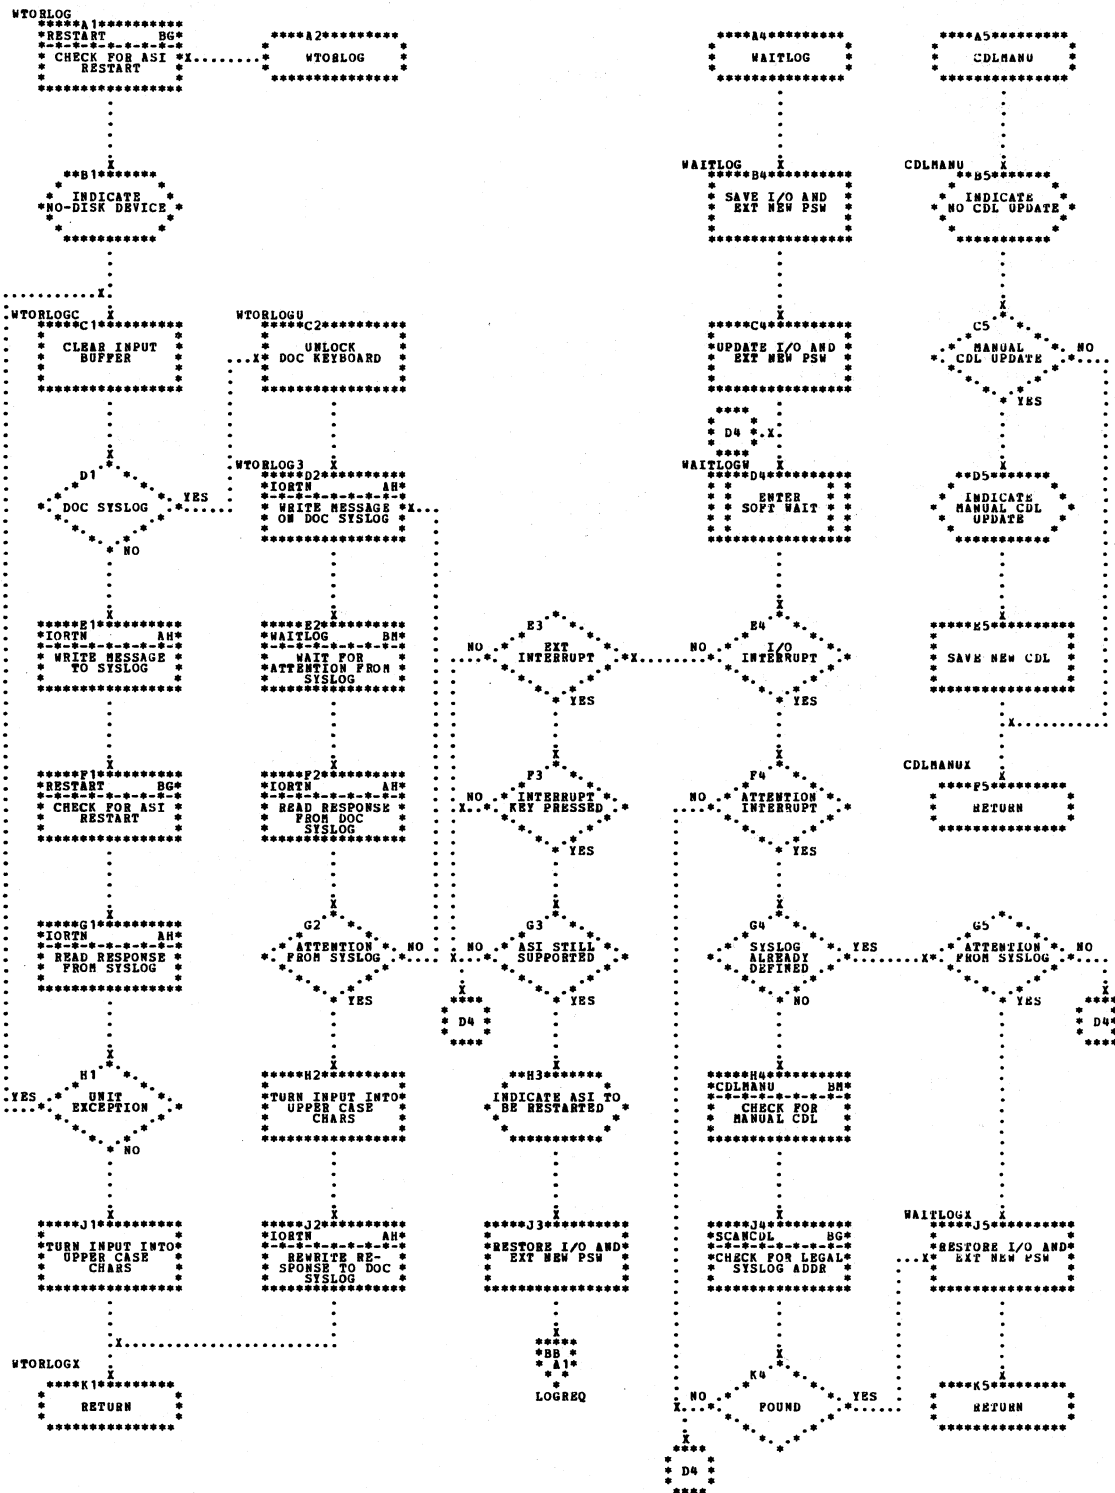 WTORLOG
A1
RESTART BG
CHECK FOR ASI
RESTART
A2
WTORLOG
B1
INDICATE
NO-DISK DEVICE
WTORLOGC
C1
CLEAR INPUT
BUFFER
WTORLOGU
C2
UNLOCK
DOC KEYBOARD
D1
DOC SYSLOG
YES
NO
WTORLOG3
D2
IORTN AH
WRITE MESSAGE
ON DOC SYSLOG
E1
IORTN AH
WRITE MESSAGE
TO SYSLOG
E2
WAITLOG BM
WAIT FOR
ATTENTION FROM
SYSLOG
F1
RESTART BG
CHECK FOR ASI
RESTART
F2
IORTN AH
READ RESPONSE
FROM DOC
SYSLOG
G1
IORTN AH
READ RESPONSE
FROM SYSLOG
G2
ATTENTION
FROM SYSLOG
NO
YES
H1
UNIT
EXCEPTION
YES
NO
H2
TURN INPUT INTO
UPPER CASE
CHARS
J1
TURN INPUT INTO
UPPER CASE
CHARS
J2
IORTN AH
REWRITE RE-
SPONSE TO DOC
SYSLOG
WTORLOGX
K1
RETURN
A4
WAITLOG
WAITLOG
B4
SAVE I/O AND
EXT NEW PSW
C4
UPDATE I/O AND
EXT NEW PSW
D4
WAITLOGW
D4
ENTER
SOFT WAIT
E3
EXT
INTERRUPT
NO
YES
E4
I/O
INTERRUPT
NO
YES
F3
INTERRUPT
KEY PRESSED
NO
YES
F4
ATTENTION
INTERRUPT
NO
YES
G3
ASI STILL
SUPPORTED
NO
YES
D4
G4
SYSLOG
ALREADY
DEFINED
YES
NO
G5
ATTENTION
FROM SYSLOG
NO
YES
D4
H3
INDICATE ASI TO
BE RESTARTED
H4
CDLMANU BM
CHECK FOR
MANUAL CDL
J3
RESTORE I/O AND
EXT NEW PSW
BB
A1
LOGREQ
J4
SCANCDL BG
CHECK FOR LEGAL
SYSLOG ADDR
WAITLOGX
J5
RESTORE I/O AND
EXT NEW PSW
K4
FOUND
NO
YES
D4
K5
RETURN
A5
CDLMANU
CDLMANU
B5
INDICATE
NO CDL UPDATE
C5
MANUAL
CDL UPDATE
NO
YES
D5
INDICATE
MANUAL CDL
UPDATE
E5
SAVE NEW CDL
CDLMANUX
F5
RETURN